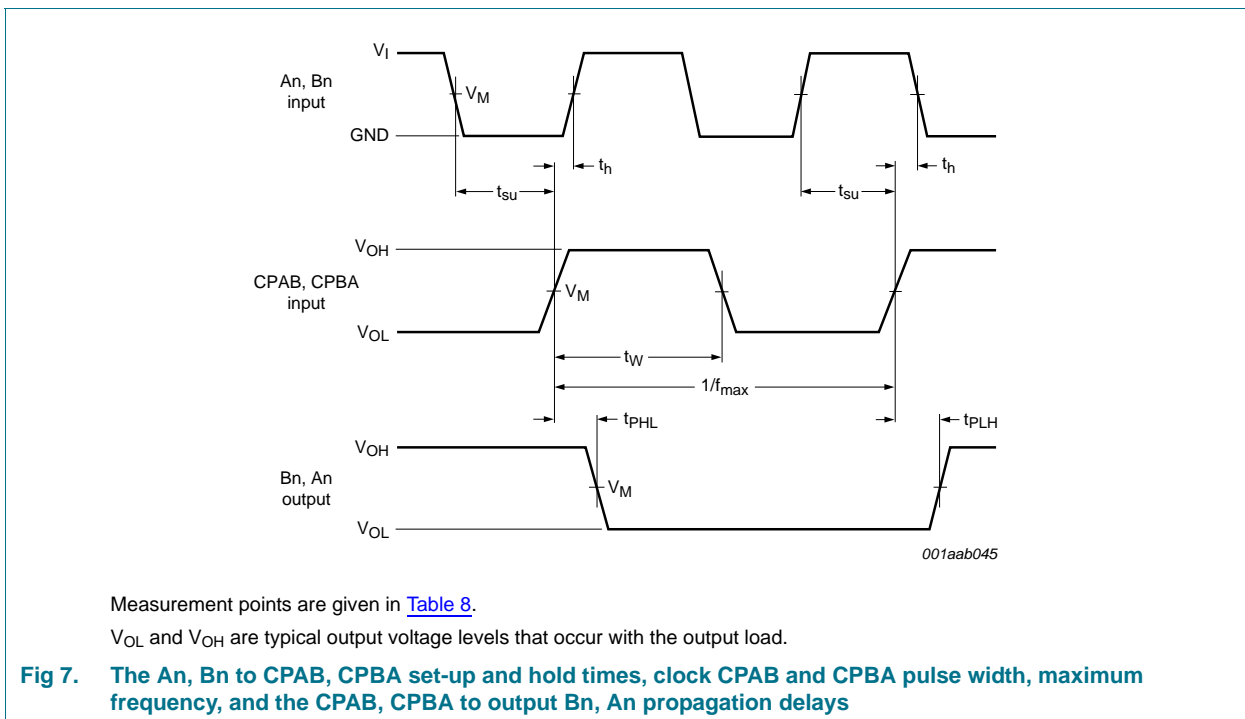 VI
An, Bn
input
VM
GND
th
th
tsu
tsu
VOH
CPAB, CPBA
input
VM
VOL
tW
1/fmax
tPHL
tPLH
VOH
Bn, An
output
VM
VOL
001aab045
Measurement points are given in Table 8.
VOL and VOH are typical output voltage levels that occur with the output load.
Fig 7. The An, Bn to CPAB, CPBA set-up and hold times, clock CPAB and CPBA pulse width, maximum
frequency, and the CPAB, CPBA to output Bn, An propagation delays